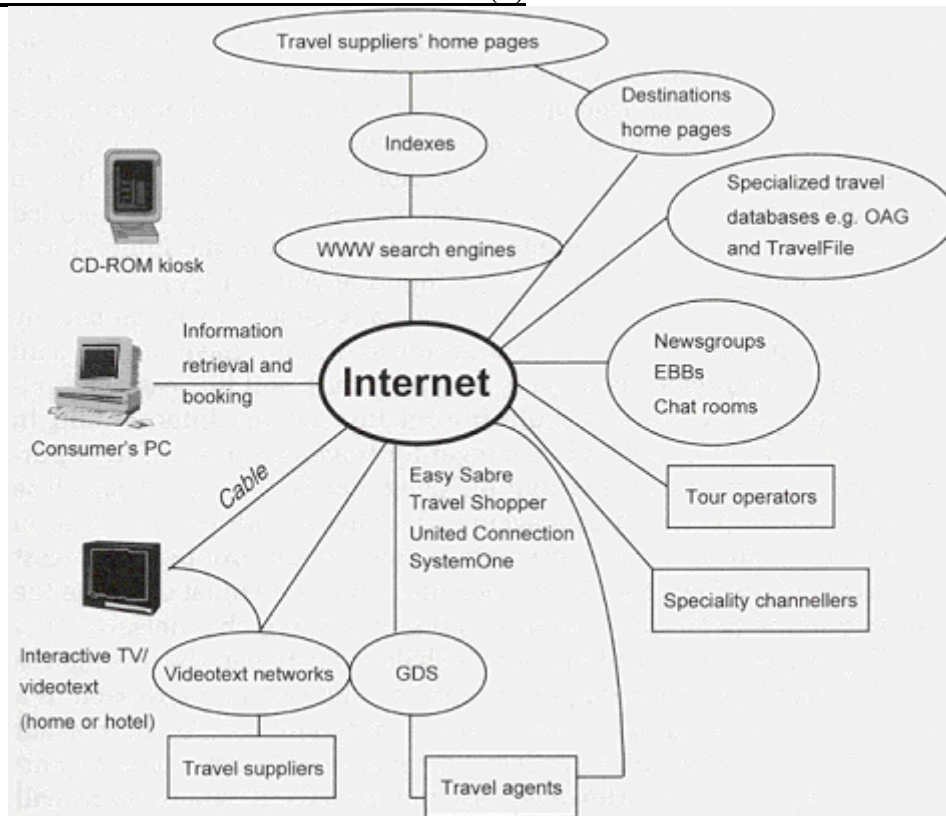 Travel suppliers' home pages
Destinations
home pages
Indexes
Specialized travel
databases e.g. OAG
and TravelFile
WWW search engines
CD-ROM kiosk
Information
retrieval and
booking
Internet
Newsgroups
EBBs
Chat rooms
Consumer's PC
Cable
Easy Sabre
Travel Shopper
United Connection
SystemOne
Tour operators
Speciality channellers
Interactive TV/
videotext
(home or hotel)
Videotext networks
GDS
Travel suppliers
Travel agents